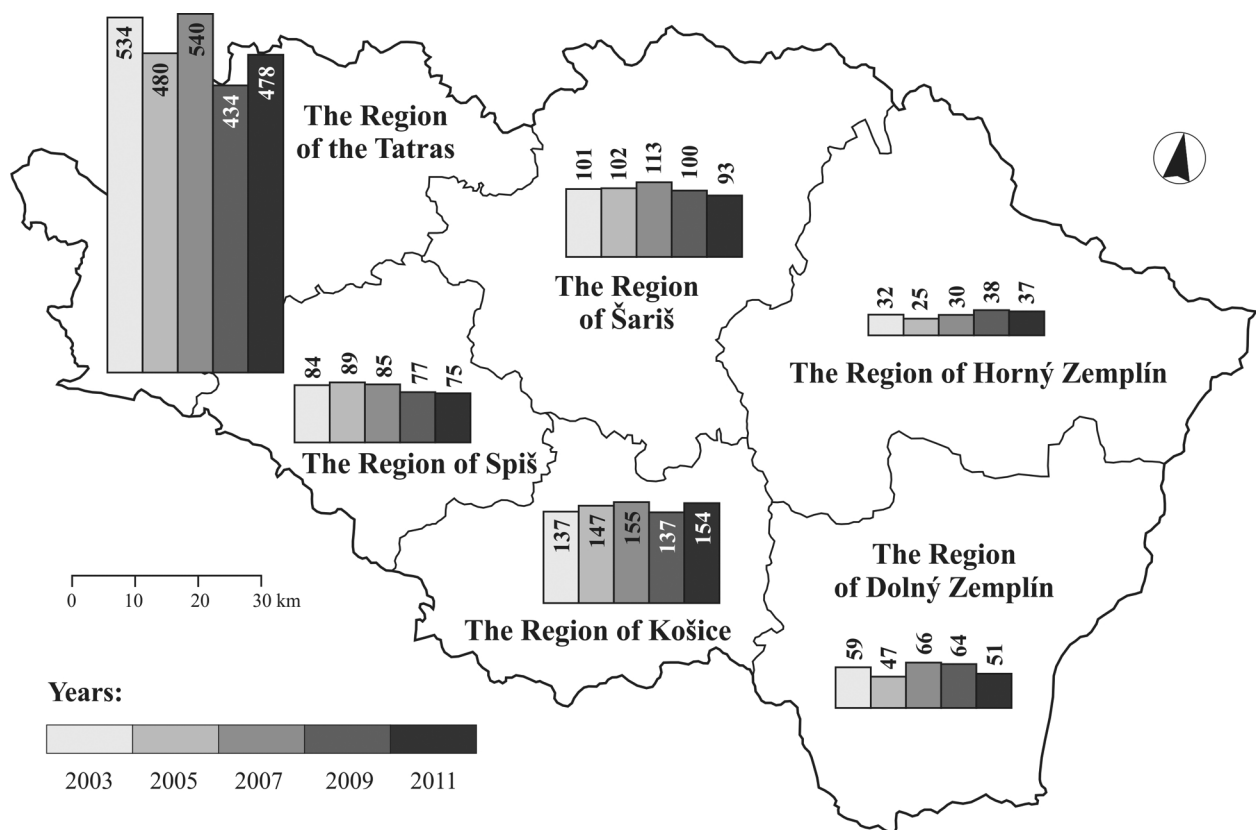 534
480
540
434
478
The Region
of the Tatras
101
102
113
100
93
The Region
of Šariš
32
25
30
38
37
The Region of Horný Zemplín
84
89
85
77
75
The Region of Spiš
137
147
155
137
154
The Region of Košice
The Region
of Dolný Zemplín
59
47
66
64
51
0 10 20 30 km
Years:
2003 2005 2007 2009 2011